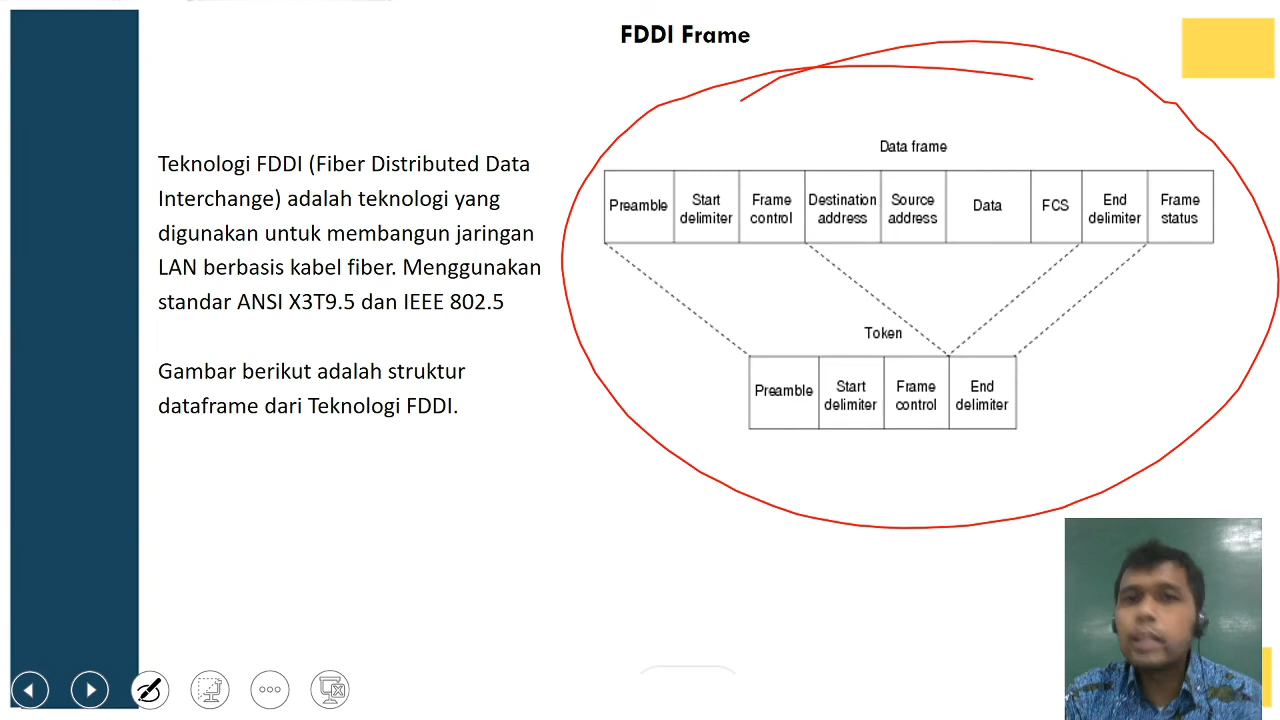 FDDI Frame
Teknologi FDDI (Fiber Distributed Data
Interchange) adalah teknologi yang
digunakan untuk membangun jaringan
LAN berbasis kabel fiber. Menggunakan
standar ANSI X3T9.5 dan IEEE 802.5
Gambar berikut adalah struktur
dataframe dari Teknologi FDDI.
Data frame
Preamble
Start
delimiter
Frame
control
Destination
address
Source
address
Data
FCS
End
delimiter
Frame
status
Token
Preamble
Start
delimiter
Frame
control
End
delimiter